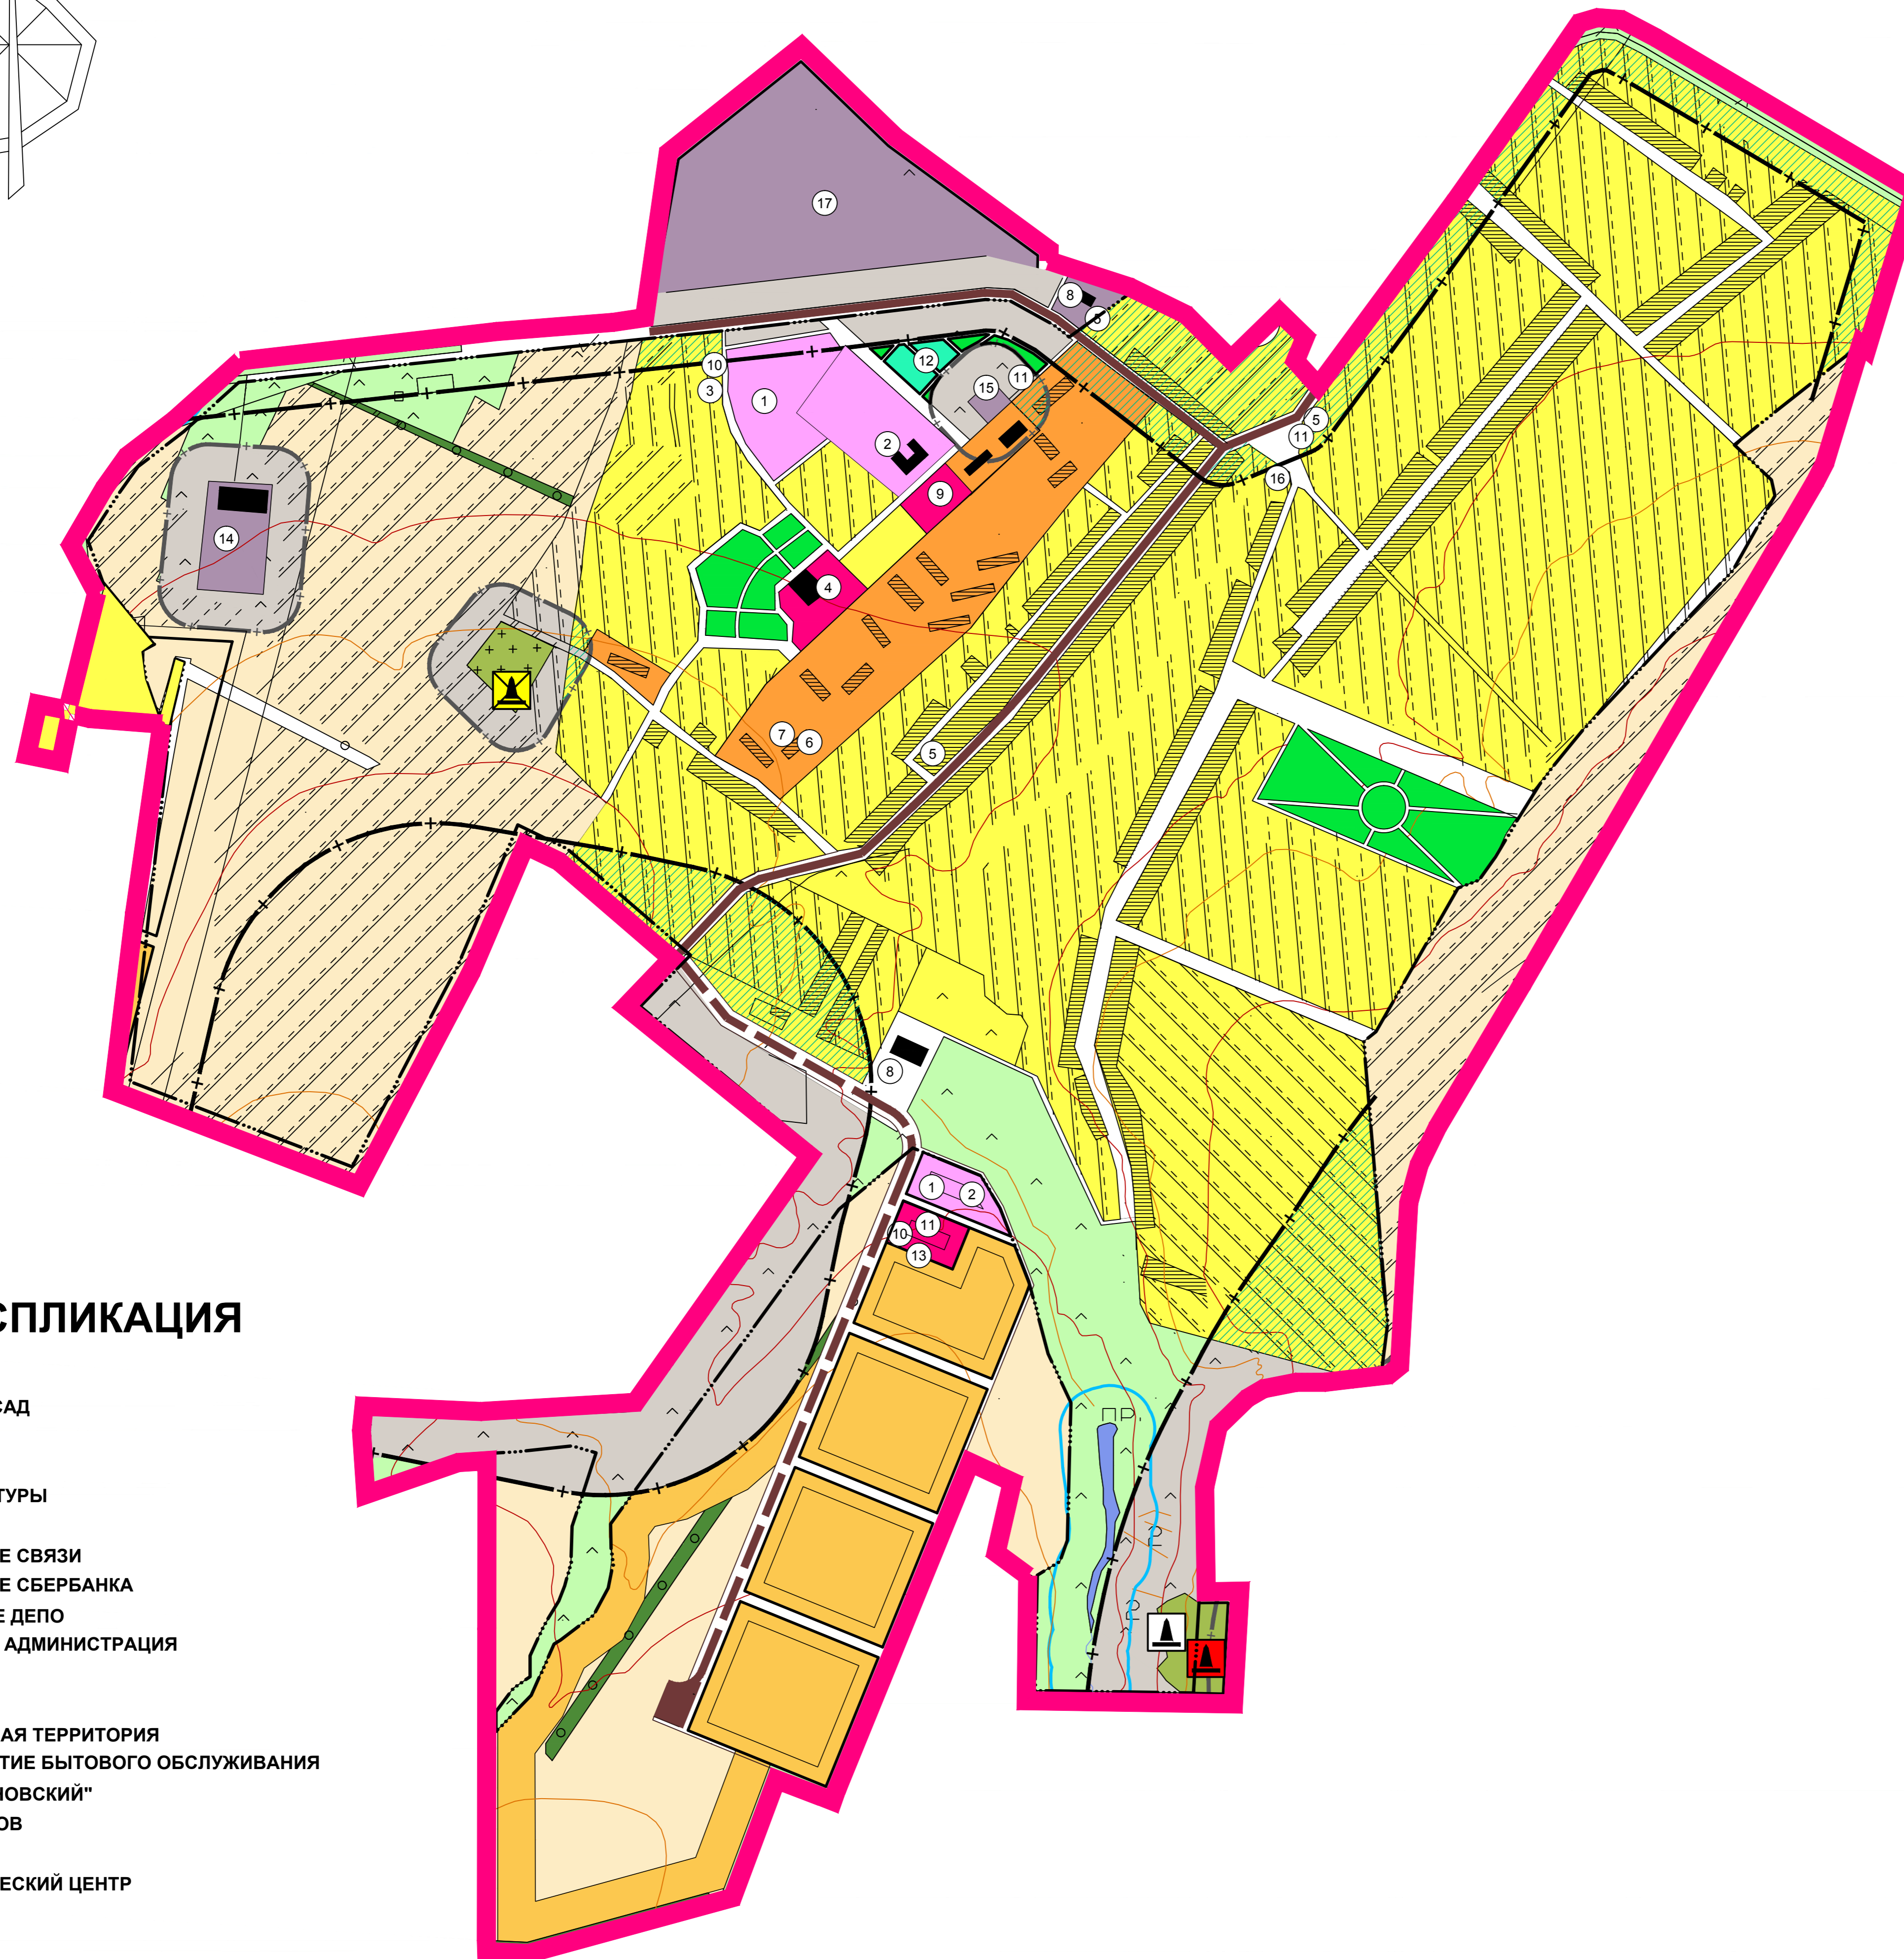 17
8
5
12
10
3
1
15
11
2
5
11
16
9
14
4
7
6
5
8
1
2
11
10
13
ПР.
СПЛИКАЦИЯ
САД
ТУРЫ
Е СВЯЗИ
Е СБЕРБАНКА
Е ДЕПО
АДМИНИСТРАЦИЯ
АЯ ТЕРРИТОРИЯ
ТИЕ БЫТОВОГО ОБСЛУЖИВАНИЯ
НОВСКИЙ"
ОВ
ЕСКИЙ ЦЕНТР